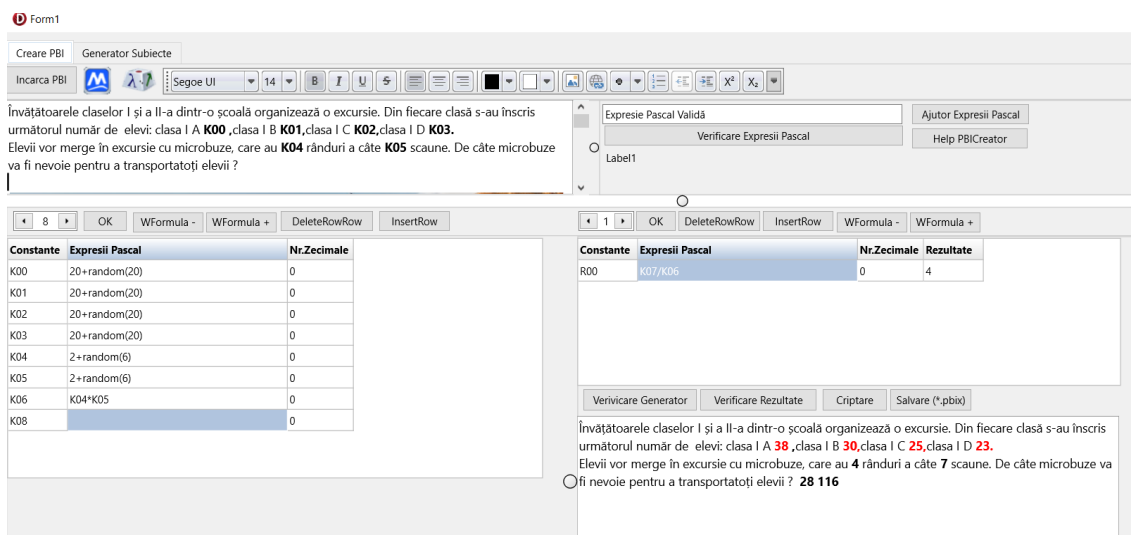 Form1
Creare PBI Generator Subiecte
Incarca PBI Segoe UI 14 B I U S X² X₂
Învățătoarele claselor I și a II-a dintr-o școală organizează o excursie. Din fiecare clasă s-au înscris
următorul număr de elevi: clasa I A K00 ,clasa I B K01,clasa I C K02,clasa I D K03.
Elevii vor merge în excursie cu microbuze, care au K04 rânduri a câte K05 scaune. De câte microbuze
va fi nevoie pentru a transportatoți elevii ?
Expresie Pascal Validă Ajutor Expresii Pascal
Verificare Expresii Pascal Help PBICreator
Label1
8 OK WFormula - WFormula + DeleteRowRow InsertRow
Constante Expresii Pascal Nr.Zecimale
K00 20+random(20) 0
K01 20+random(20) 0
K02 20+random(20) 0
K03 20+random(20) 0
K04 2+random(6) 0
K05 2+random(6) 0
K06 K04*K05 0
K08 0
1 OK DeleteRowRow InsertRow WFormula - WFormula +
Constante Expresii Pascal Nr.Zecimale Rezultate
R00 K07/K06 0 4
Verivicare Generator Verificare Rezultate Criptare Salvare (*.pbix)
Învățătoarele claselor I și a II-a dintr-o școală organizează o excursie. Din fiecare clasă s-au înscris
următorul număr de elevi: clasa I A 38 ,clasa I B 30,clasa I C 25,clasa I D 23.
Elevii vor merge în excursie cu microbuze, care au 4 rânduri a câte 7 scaune. De câte microbuze va
fi nevoie pentru a transportatoți elevii ? 28 116